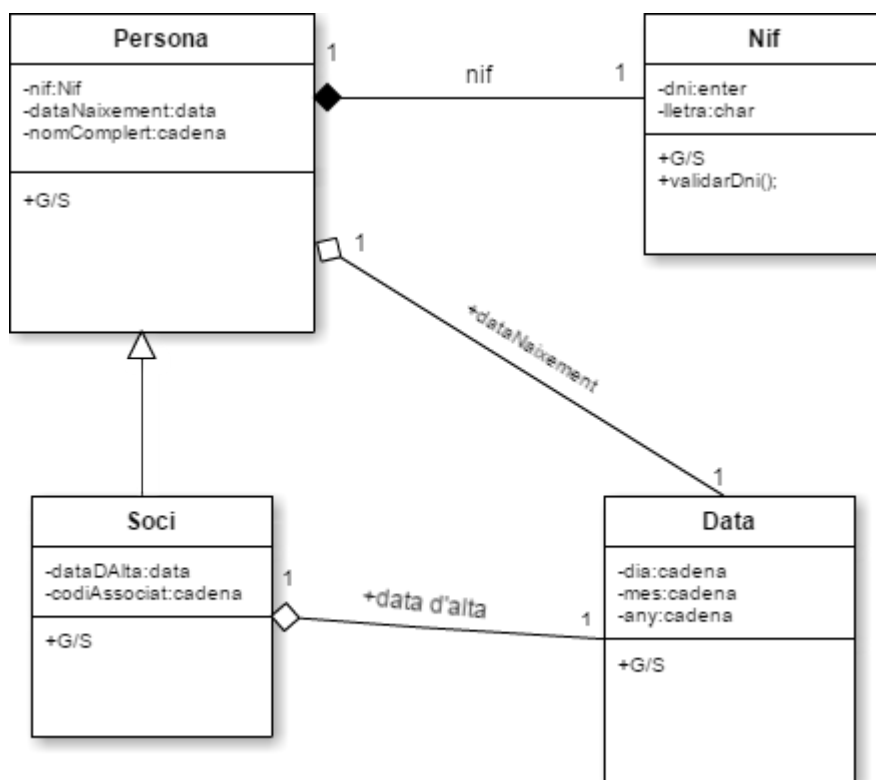 Persona
-nif:Nif
-dataNaixement:data
-nomComplert:cadena
+G/S
1
nif
1
Nif
-dni:enter
-lletra:char
+G/S
+validarDni();
1
+dataNaixement
1
Soci
-dataDAlta:data
-codiAssociat:cadena
+G/S
1
+data d'alta
1
Data
-dia:cadena
-mes:cadena
-any:cadena
+G/S